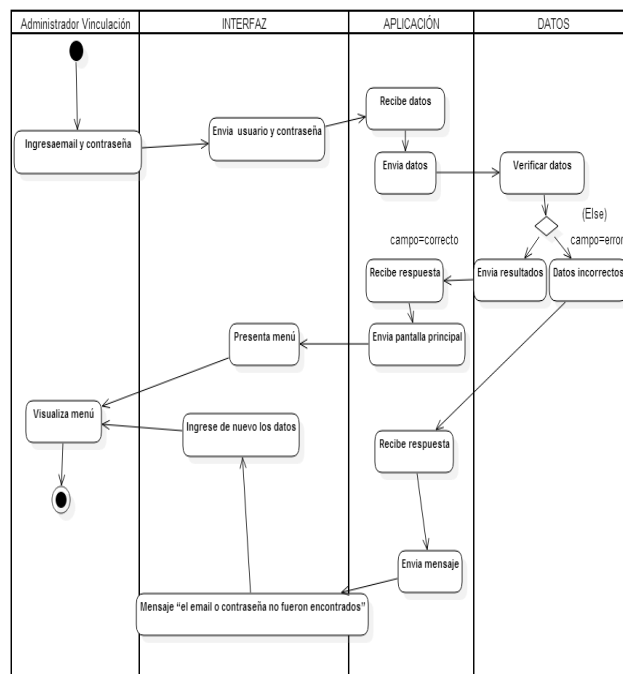 Administrador Vinculación
INTERFAZ
APLICACIÓN
DATOS
Ingresaemail y contraseña
Envia usuario y contraseña
Recibe datos
Envia datos
Verificar datos
(Else)
campo=correcto
campo=error
Recibe respuesta
Envia resultados
Datos incorrectos
Presenta menú
Envia pantalla principal
Visualiza menú
Ingrese de nuevo los datos
Recibe respuesta
Envia mensaje
Mensaje “el email o contraseña no fueron encontrados”